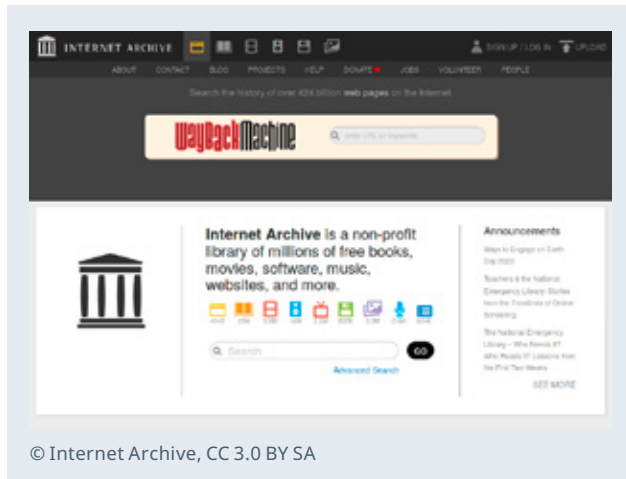 INTERNET ARCHIVE
SIGN UP / LOG IN
UPLOAD
ABOUT CONTACT BLOG PROJECTS HELP DONATE JOBS VOLUNTEER PEOPLE
Search the history of over 424 billion web pages on the Internet.
WayBackMachine
enter URL or keywords
Internet Archive is a non-profit
library of millions of free books,
movies, software, music,
websites, and more.
Announcements
Ways to Engage on Earth
Day 2020
Teachers & the National
Emergency Library: Stories
from the Frontlines of Online
Schooling
The National Emergency
Library – Who Needs It?
Who Reads It? Lessons from
the First Two Weeks
SEE MORE
Search
GO
Advanced Search
© Internet Archive, CC 3.0 BY SA